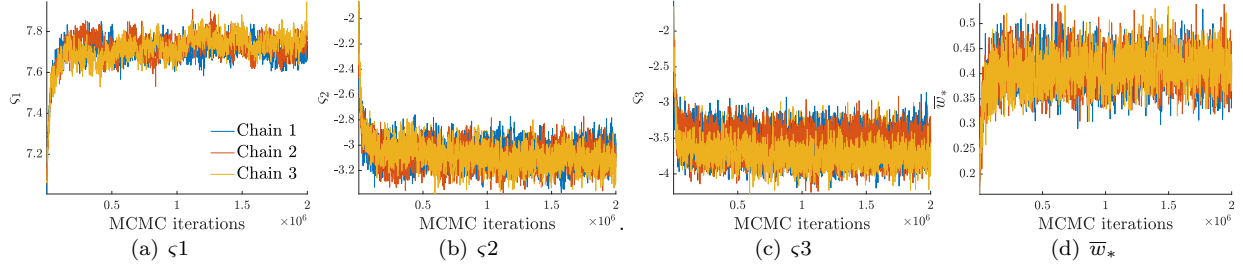 7.8
7.6
7.4
7.2
ς1
Chain 1
Chain 2
Chain 3
0.5
1
1.5
2
MCMC iterations
×10^6
(a) ς1
-2
-2.2
-2.4
-2.6
-2.8
-3
-3.2
ς2
0.5
1
1.5
2
MCMC iterations
×10^6
.
(b) ς2
-2
-2.5
-3
-3.5
-4
ς3
0.5
1
1.5
2
MCMC iterations
×10^6
(c) ς3
0.5
0.45
0.4
0.35
0.3
0.25
0.2
w̅*
0.5
1
1.5
2
MCMC iterations
×10^6
(d) w̅*